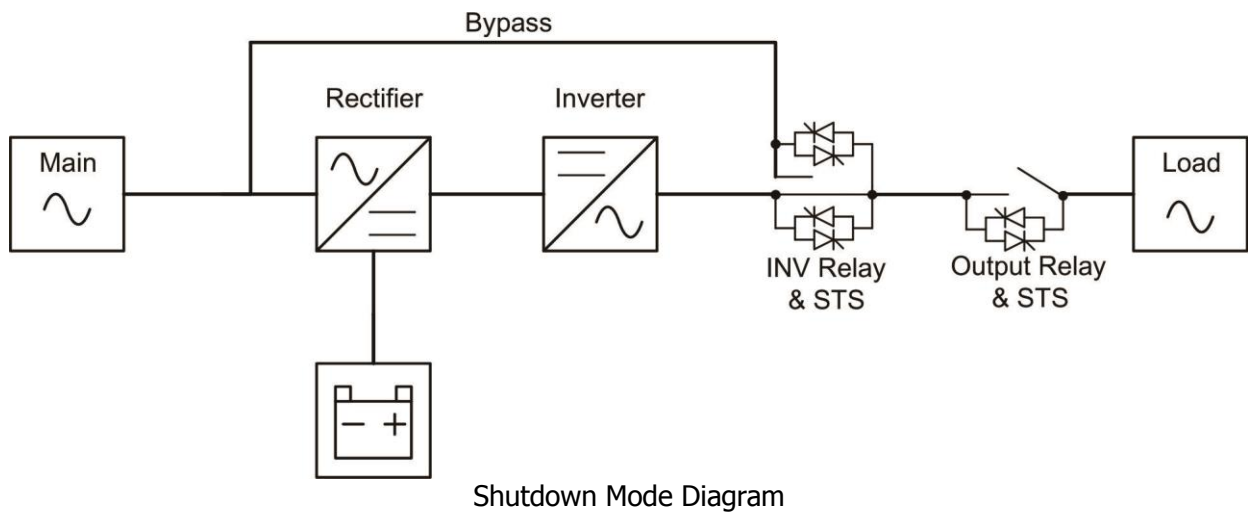 Bypass
Rectifier
Inverter
Main
Load
INV Relay
& STS
Output Relay
& STS
Shutdown Mode Diagram